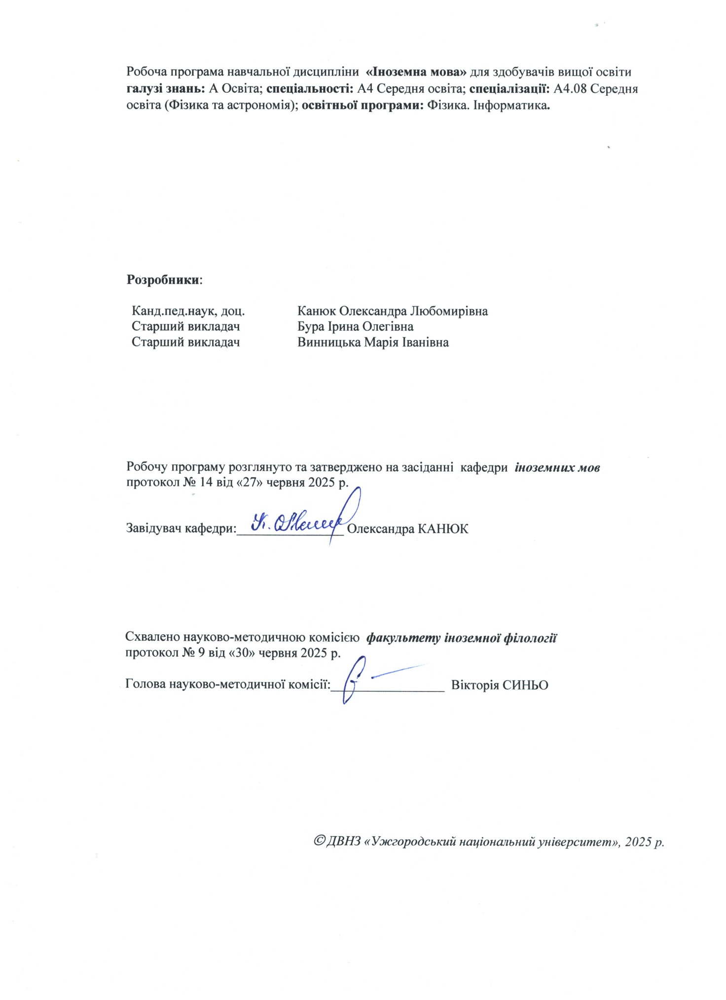 Робоча програма навчальної дисципліни «Іноземна мова» для здобувачів вищої освіти
галузі знань: А Освіта; спеціальності: А4 Середня освіта; спеціалізації: А4.08 Середня
освіта (Фізика та астрономія); освітньої програми: Фізика. Інформатика.
Розробники:
Канд.пед.наук, доц. Канюк Олександра Любомирівна
Старший викладач Бура Ірина Олегівна
Старший викладач Винницька Марія Іванівна
Робочу програму розглянуто та затверджено на засіданні кафедри іноземних мов
протокол № 14 від «27» червня 2025 р.
Завідувач кафедри:________________ Олександра КАНЮК
Схвалено науково-методичною комісією факультету іноземної філології
протокол № 9 від «30» червня 2025 р.
Голова науково-методичної комісії:_________________ Вікторія СИНЬО
© ДВНЗ «Ужгородський національний університет», 2025 р.